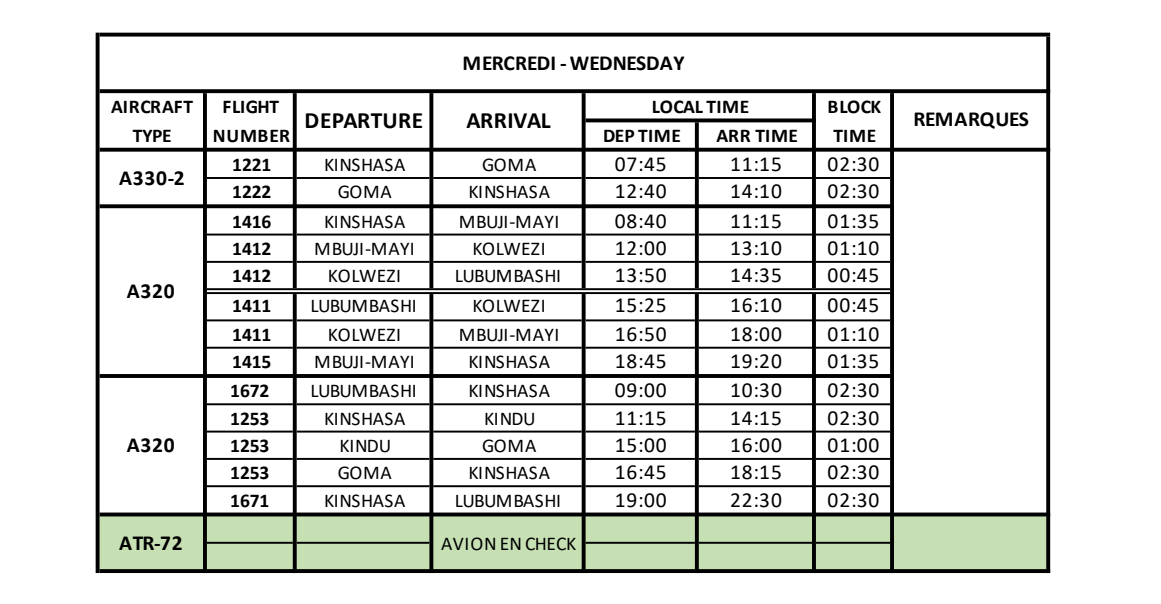 MERCREDI - WEDNESDAY
AIRCRAFT TYPE FLIGHT NUMBER DEPARTURE ARRIVAL LOCAL TIME BLOCK TIME REMARQUES
DEP TIME ARR TIME
A330-2
1221 KINSHASA GOMA 07:45 11:15 02:30
1222 GOMA KINSHASA 12:40 14:10 02:30
A320
1416 KINSHASA MBUJI-MAYI 08:40 11:15 01:35
1412 MBUJI-MAYI KOLWEZI 12:00 13:10 01:10
1412 KOLWEZI LUBUMBASHI 13:50 14:35 00:45
1411 LUBUMBASHI KOLWEZI 15:25 16:10 00:45
1411 KOLWEZI MBUJI-MAYI 16:50 18:00 01:10
1415 MBUJI-MAYI KINSHASA 18:45 19:20 01:35
A320
1672 LUBUMBASHI KINSHASA 09:00 10:30 02:30
1253 KINSHASA KINDU 11:15 14:15 02:30
1253 KINDU GOMA 15:00 16:00 01:00
1253 GOMA KINSHASA 16:45 18:15 02:30
1671 KINSHASA LUBUMBASHI 19:00 22:30 02:30
ATR-72 AVION EN CHECK